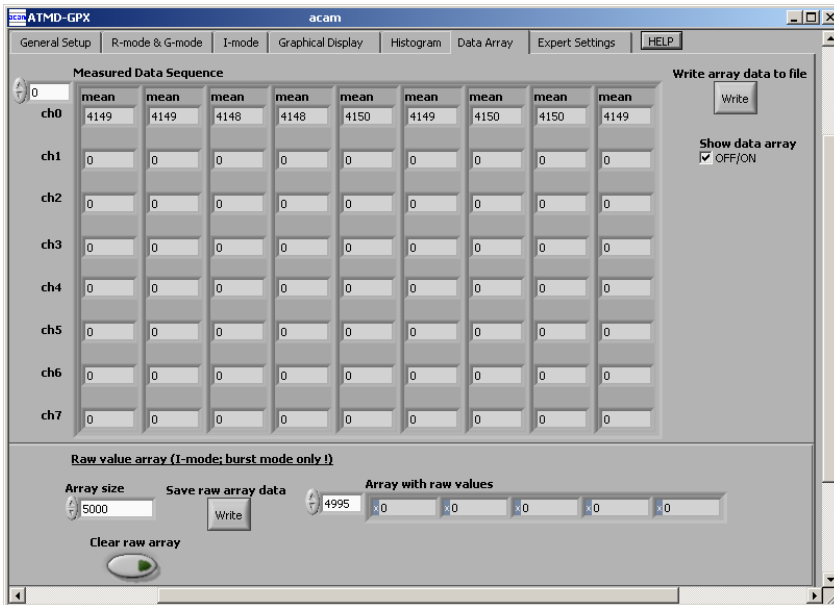 acam ATMD-GPX acam
General Setup R-mode & G-mode I-mode Graphical Display Histogram Data Array Expert Settings HELP
Measured Data Sequence
Write array data to file
0
mean mean mean mean mean mean mean mean mean
Write
ch0 4149 4149 4148 4148 4150 4149 4150 4150 4149
Show data array
OFF/ON
ch1 0 0 0 0 0 0 0 0 0
ch2 0 0 0 0 0 0 0 0 0
ch3 0 0 0 0 0 0 0 0 0
ch4 0 0 0 0 0 0 0 0 0
ch5 0 0 0 0 0 0 0 0 0
ch6 0 0 0 0 0 0 0 0 0
ch7 0 0 0 0 0 0 0 0 0
Raw value array (I-mode; burst mode only !)
Array size Save raw array data Array with raw values
5000 Write 4995 x0 x0 x0 x0 x0
Clear raw array